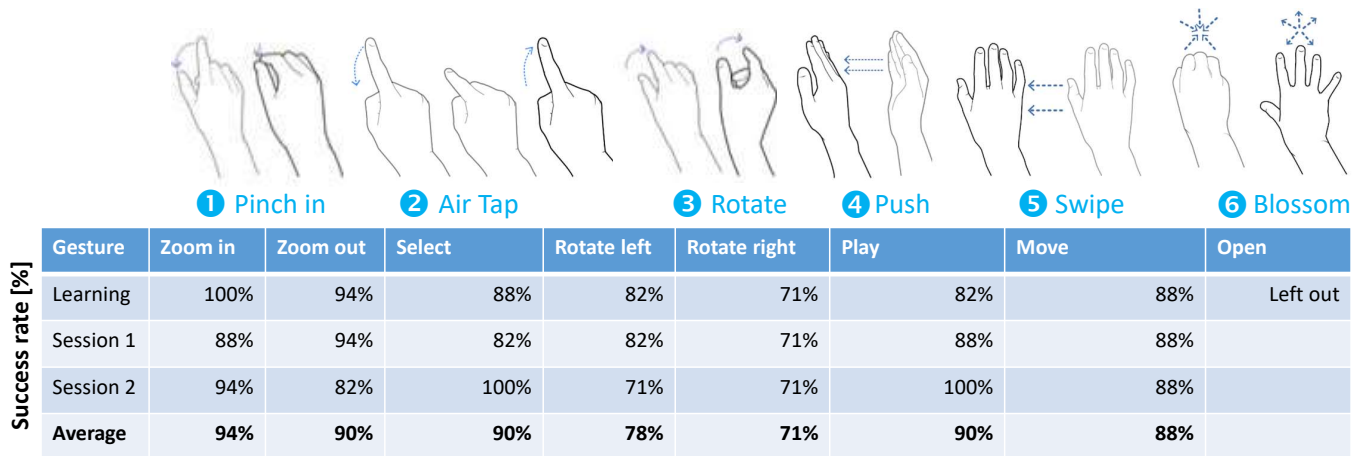 ❶ Pinch in ❷ Air Tap ❸ Rotate ❹ Push ❺ Swipe ❻ Blossom
Success rate [%]
Gesture Zoom in Zoom out Select Rotate left Rotate right Play Move Open
Learning 100% 94% 88% 82% 71% 82% 88% Left out
Session 1 88% 94% 82% 82% 71% 88% 88%
Session 2 94% 82% 100% 71% 71% 100% 88%
Average 94% 90% 90% 78% 71% 90% 88%